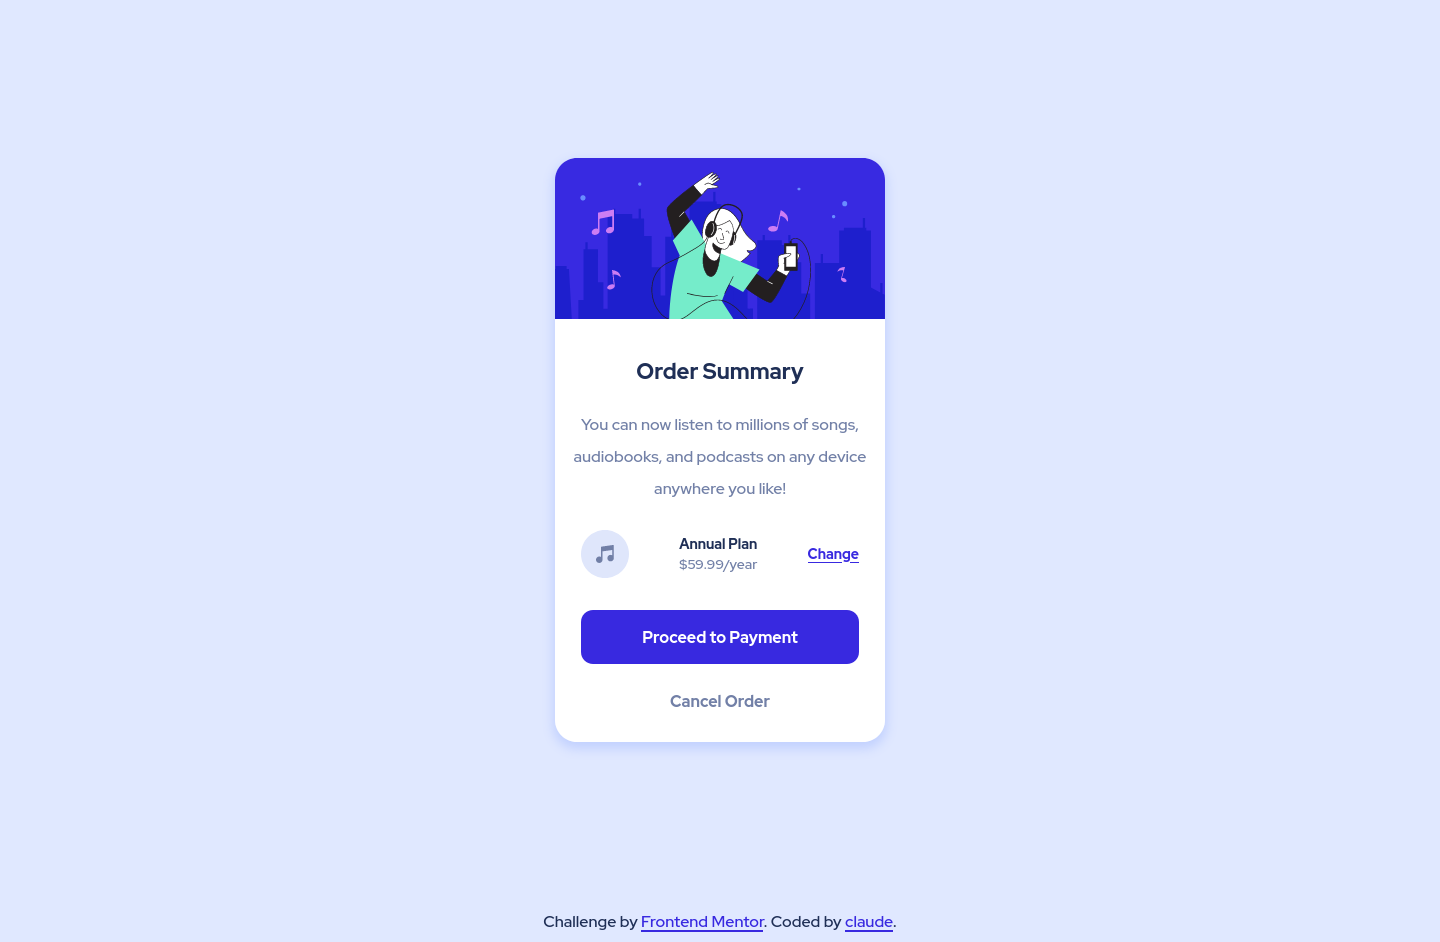 Order Summary
You can now listen to millions of songs,
audiobooks, and podcasts on any device
anywhere you like!
Annual Plan
$59.99/year
Change
Proceed to Payment
Cancel Order
Challenge by Frontend Mentor. Coded by claude.